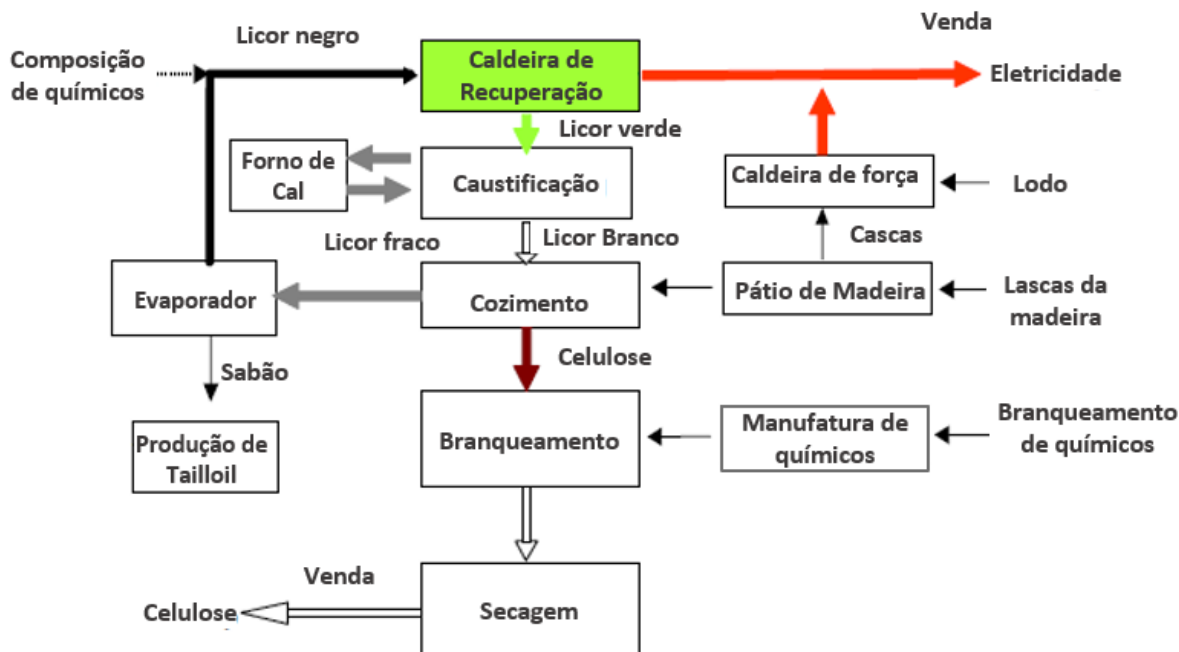 Venda
Licor negro
Composição
de químicos
Caldeira de
Recuperação
Eletricidade
Licor verde
Forno de
Cal
Caustificação
Caldeira de força
Lodo
Licor fraco
Licor Branco
Cascas
Evaporador
Cozimento
Pátio de Madeira
Lascas da
madeira
Sabão
Celulose
Produção de
Tailloil
Branqueamento
Manufatura de
químicos
Branqueamento
de químicos
Venda
Celulose
Secagem